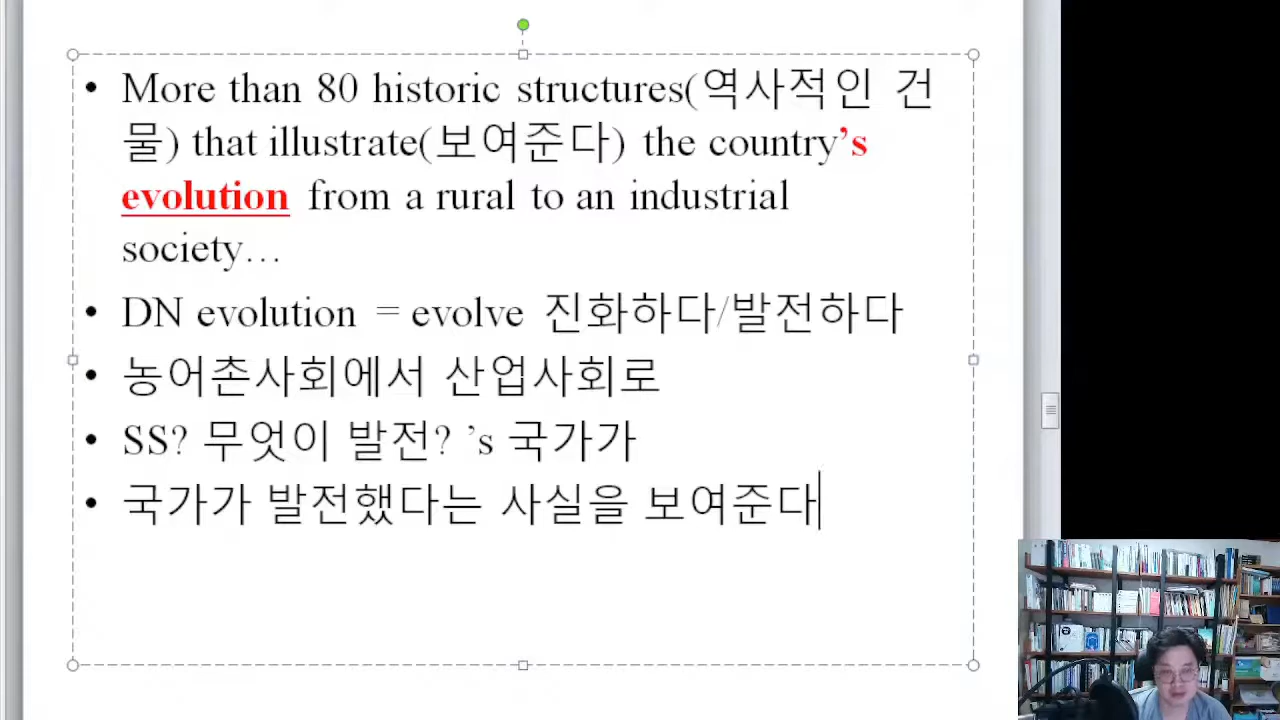 • More than 80 historic structures(역사적인 건
물) that illustrate(보여준다) the country’s
evolution from a rural to an industrial
society…
• DN evolution = evolve 진화하다/발전하다
• 농어촌사회에서 산업사회로
• SS? 무엇이 발전? ’s 국가가
• 국가가 발전했다는 사실을 보여준다